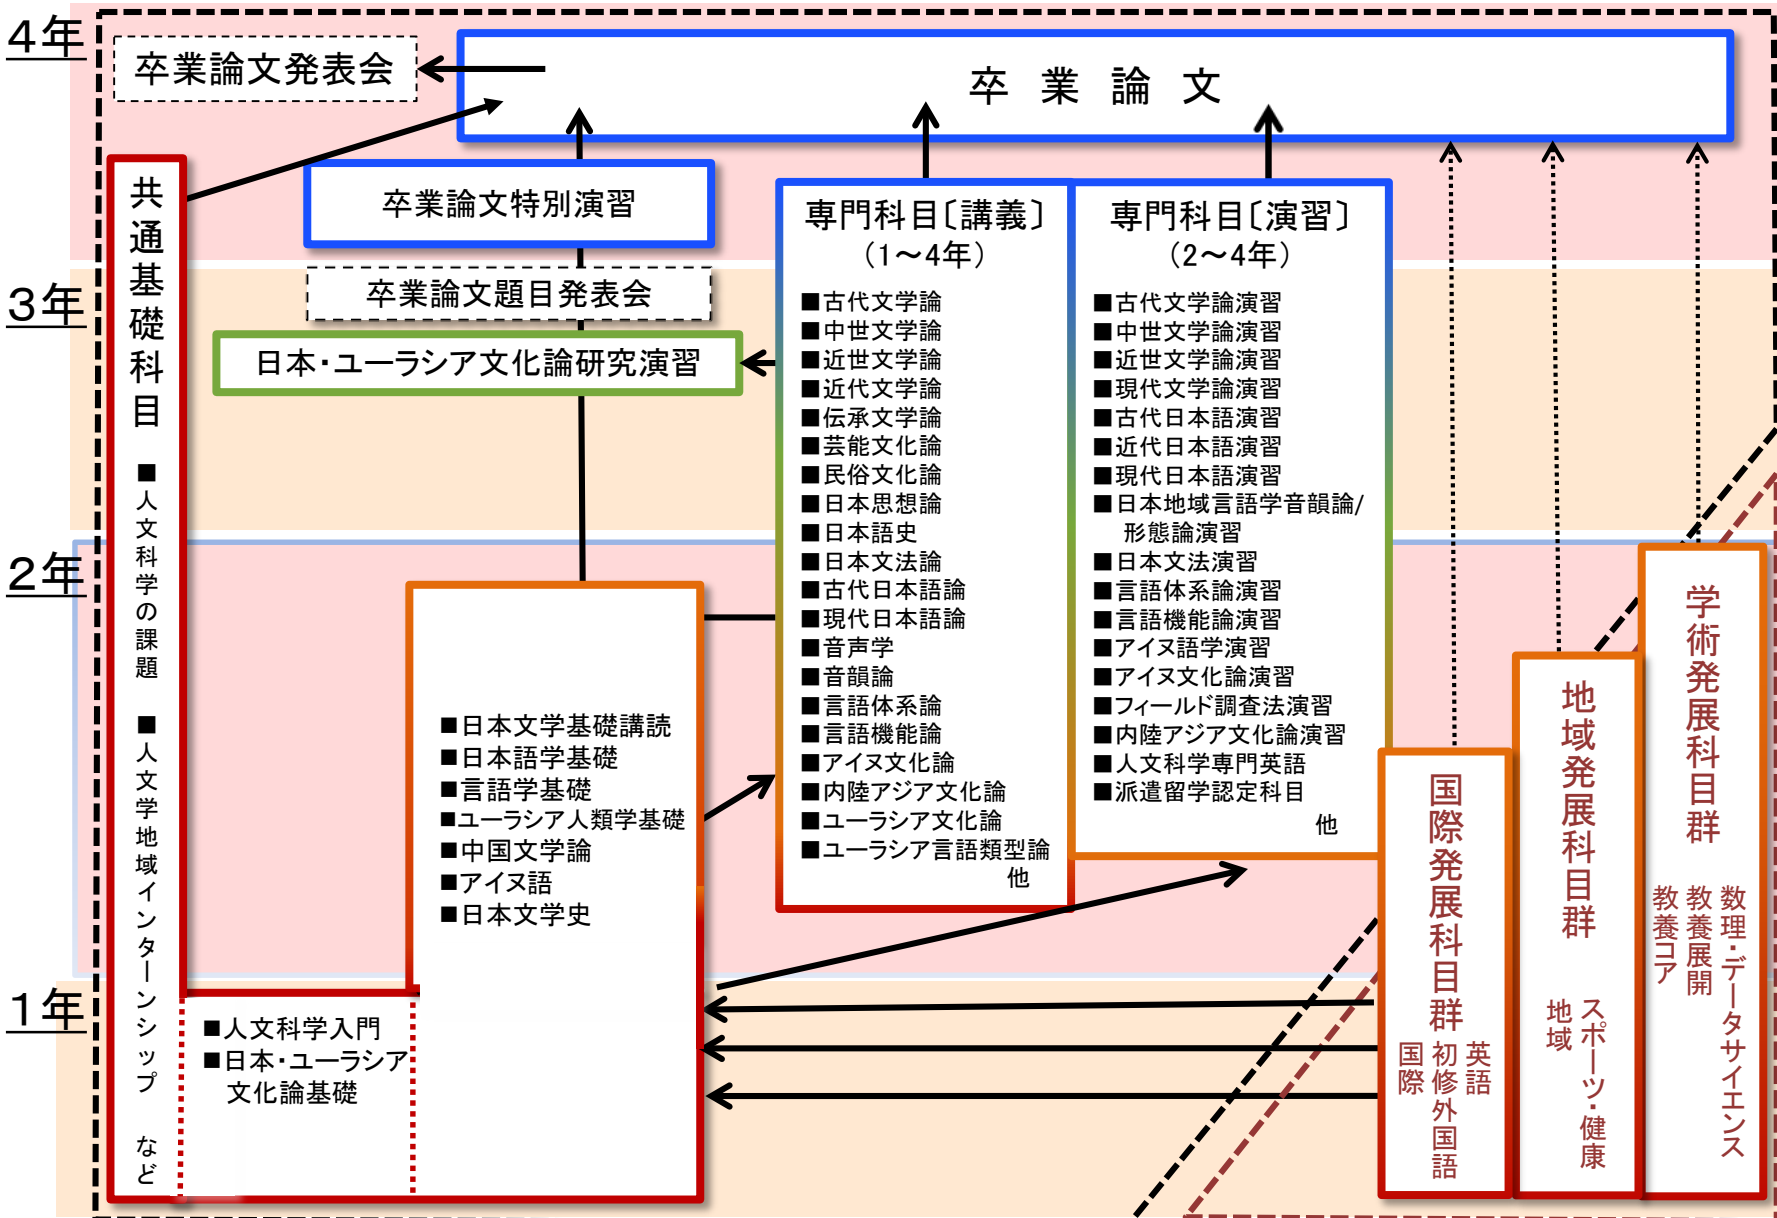 4年
卒業論文発表会
卒業論文
共通基礎科目 ■人文科学の課題 ■人文学地域インターンシップ など
卒業論文特別演習
3年
卒業論文題目発表会
日本・ユーラシア文化論研究演習
専門科目〔講義〕
(1～4年)
■古代文学論
■中世文学論
■近世文学論
■近代文学論
■伝承文学論
■芸能文化論
■民俗文化論
■日本思想論
■日本語史
■日本文法論
■古代日本語論
■現代日本語論
■音声学
■音韻論
■言語体系論
■言語機能論
■アイヌ文化論
■内陸アジア文化論
■ユーラシア文化論
■ユーラシア言語類型論
他
専門科目〔演習〕
(2～4年)
■古代文学論演習
■中世文学論演習
■近世文学論演習
■現代文学論演習
■古代日本語演習
■近代日本語演習
■現代日本語演習
■日本地域言語学音韻論/
形態論演習
■日本文法演習
■言語体系論演習
■言語機能論演習
■アイヌ語学演習
■アイヌ文化論演習
■フィールド調査法演習
■内陸アジア文化論演習
■人文科学専門英語
■派遣留学認定科目
他
2年
■日本文学基礎講読
■日本語学基礎
■言語学基礎
■ユーラシア人類学基礎
■中国文学論
■アイヌ語
■日本文学史
1年
■人文科学入門
■日本・ユーラシア
文化論基礎
国際発展科目群
英語
初修外国語
国際
地域発展科目群
スポーツ・健康
地域
学術発展科目群
数理・データサイエンス
教養展開
教養コア